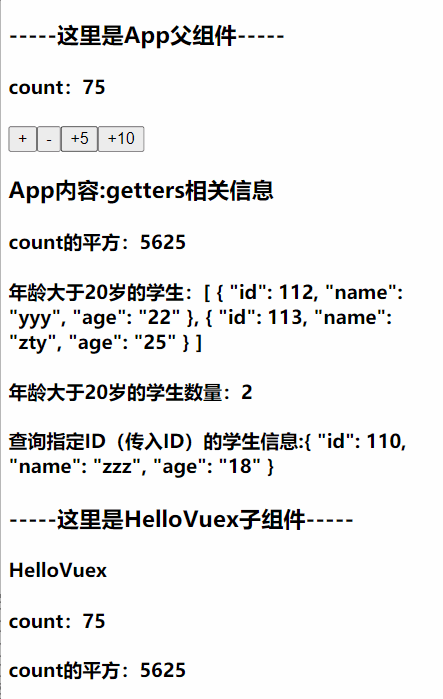 -----这里是App父组件-----
count：75
+ - +5 +10
App内容:getters相关信息
count的平方：5625
年龄大于20岁的学生：[ { "id": 112, "name":
"yyy", "age": "22" }, { "id": 113, "name":
"zty", "age": "25" } ]
年龄大于20岁的学生数量：2
查询指定ID（传入ID）的学生信息:{ "id": 110,
"name": "zzz", "age": "18" }
-----这里是HelloVuex子组件-----
HelloVuex
count：75
count的平方：5625